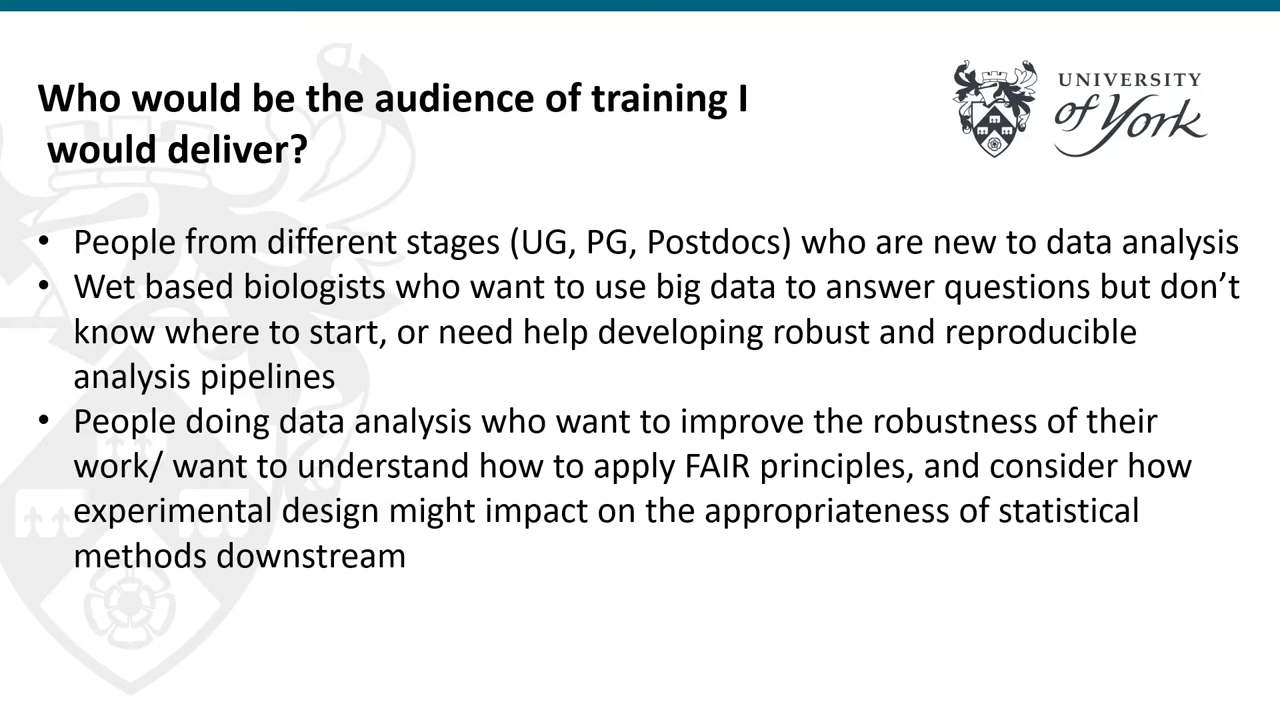 Who would be the audience of training I
would deliver?
UNIVERSITY
of York
• People from different stages (UG, PG, Postdocs) who are new to data analysis
• Wet based biologists who want to use big data to answer questions but don’t
know where to start, or need help developing robust and reproducible
analysis pipelines
• People doing data analysis who want to improve the robustness of their
work/ want to understand how to apply FAIR principles, and consider how
experimental design might impact on the appropriateness of statistical
methods downstream